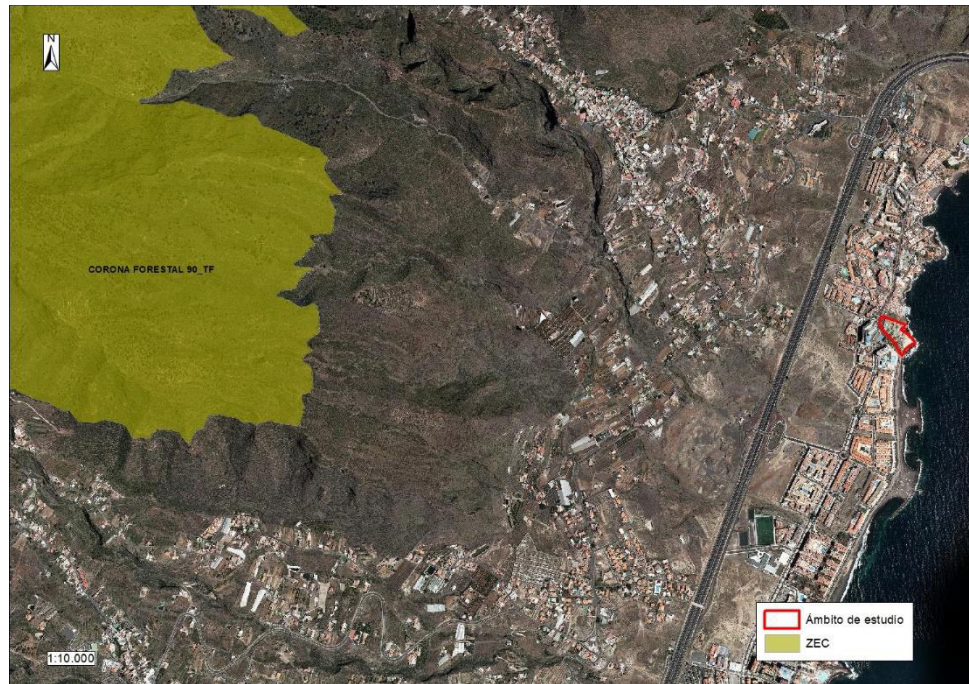 N
CORONA FORESTAL 90_TF
Ámbito de estudio
ZEC
1:10.000